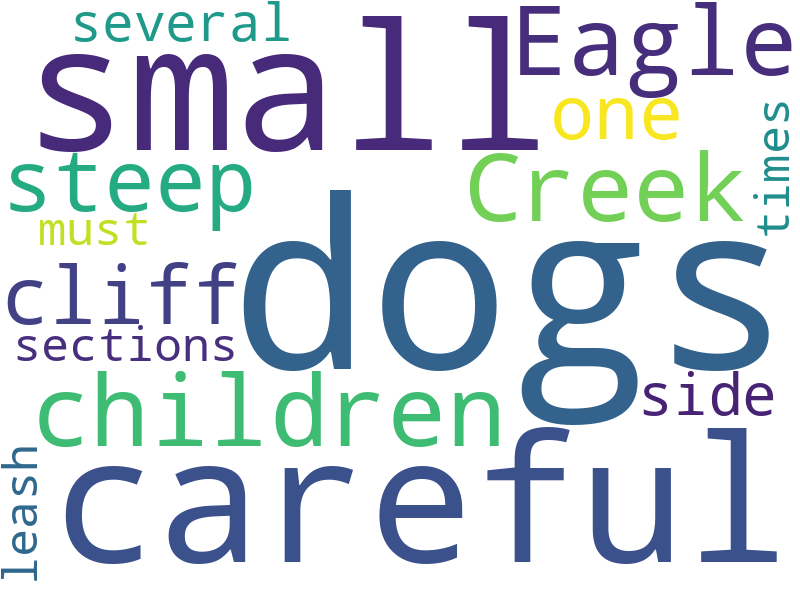 several
small
Eagle
one
times
steep
Creek
must
dogs
cliff
sections
children
side
careful
leash